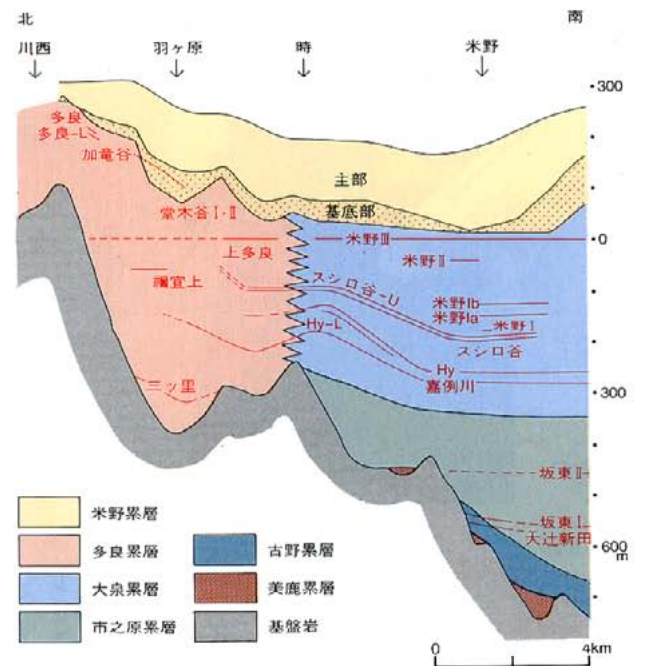 北
南
川西
羽ヶ原
時
米野
300
多良
多良-L
加竜谷
主部
基底部
堂木谷Ⅰ·Ⅱ
米野Ⅲ
0
上多良
米野Ⅱ
禰宣上
スシロ谷-U
米野Ⅰb
米野Ⅰa
米野Ⅰ
Hy-L
スシロ谷
Hy
三ッ里
嘉例川
300
坂東Ⅱ
坂東Ⅰ
大辻新田
600
m
米野累層
多良累層
大泉累層
市之原累層
古野累層
美鹿累層
基盤岩
0
4km